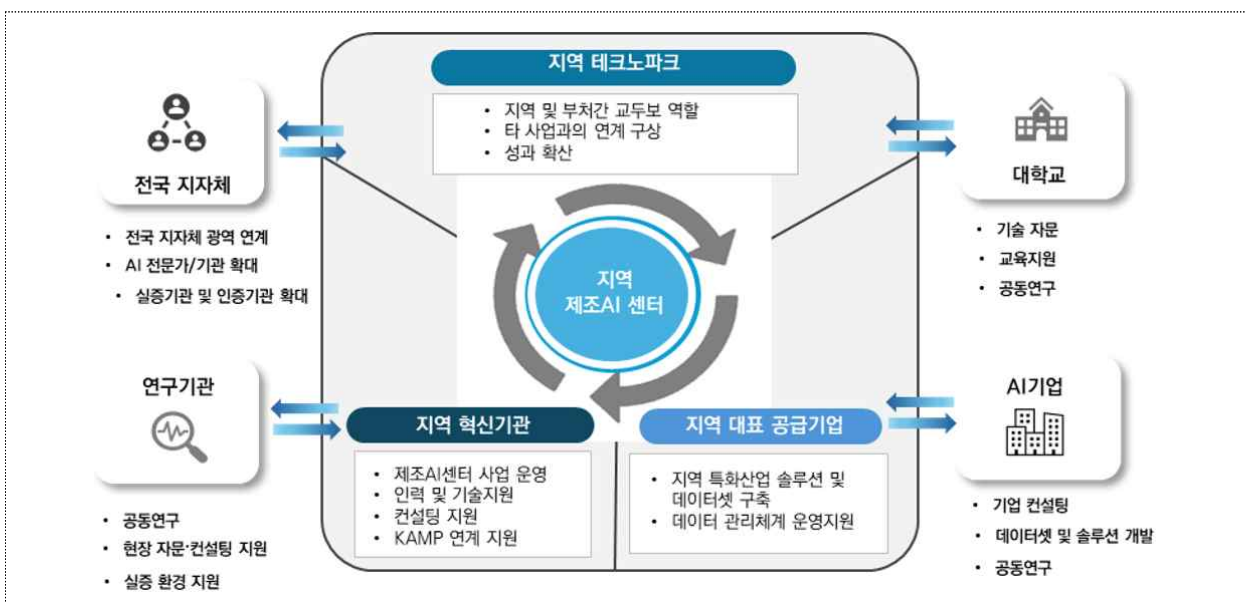 지역 테크노파크
• 지역 및 부처간 교두보 역할
• 타 사업과의 연계 구상
• 성과 확산
전국 지자체
• 전국 지자체 광역 연계
• AI 전문가/기관 확대
• 실증기관 및 인증기관 확대
대학교
• 기술 자문
• 교육지원
• 공동연구
지역
제조AI 센터
연구기관
• 공동연구
• 현장 자문·컨설팅 지원
• 실증 환경 지원
지역 혁신기관
• 제조AI센터 사업 운영
• 인력 및 기술지원
• 컨설팅 지원
• KAMP 연계 지원
지역 대표 공급기업
• 지역 특화산업 솔루션 및
데이터셋 구축
• 데이터 관리체계 운영지원
AI기업
• 기업 컨설팅
• 데이터셋 및 솔루션 개발
• 공동연구